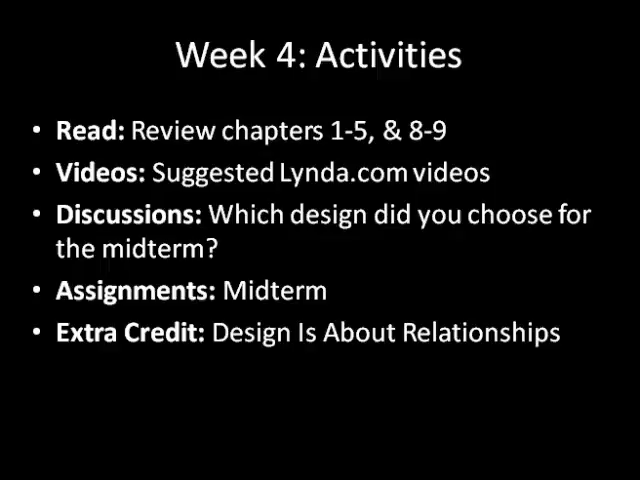 Week 4: Activities
• Read: Review chapters 1-5, & 8-9
• Videos: Suggested Lynda.com videos
• Discussions: Which design did you choose for
the midterm?
• Assignments: Midterm
• Extra Credit: Design Is About Relationships